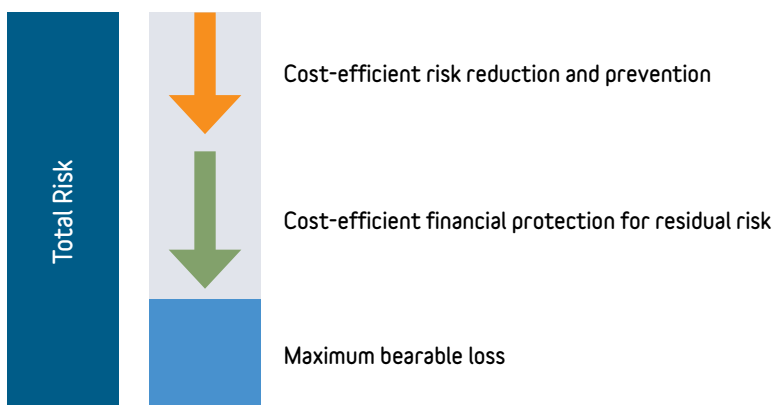 Total Risk
Cost-efficient risk reduction and prevention
Cost-efficient financial protection for residual risk
Maximum bearable loss